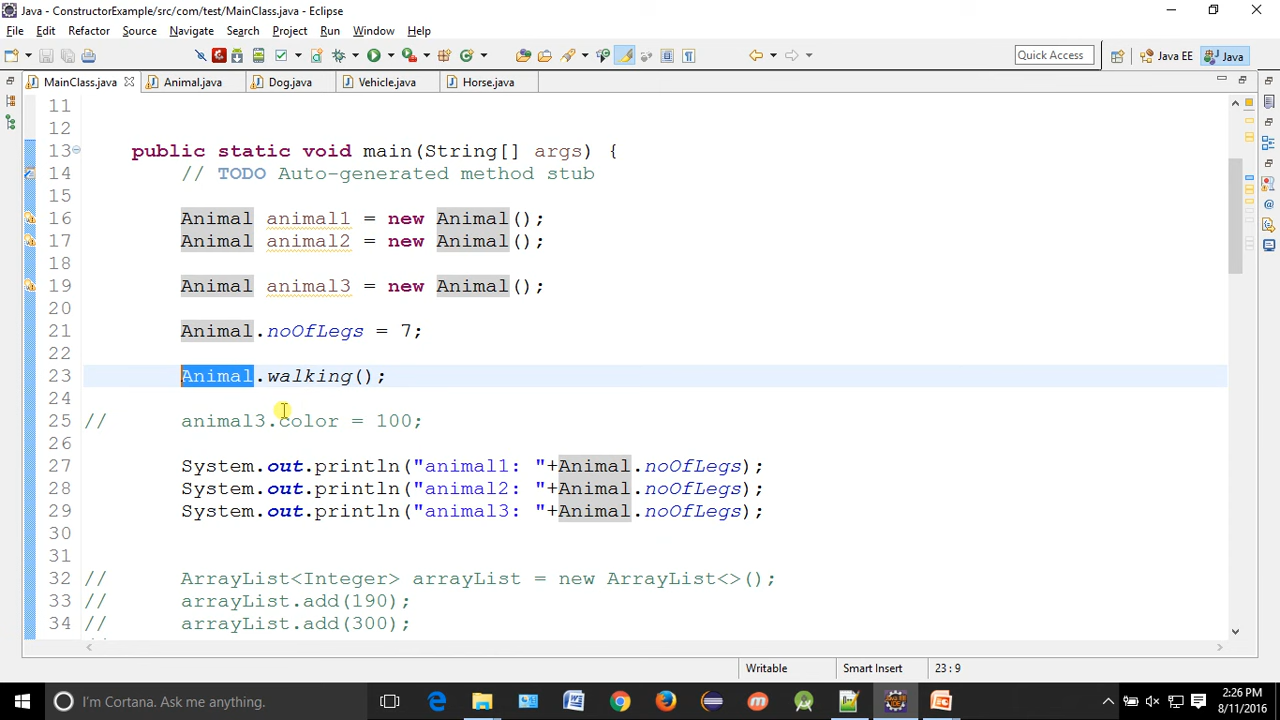 Java - ConstructorExample/src/com/test/MainClass.java - Eclipse
File Edit Refactor Source Navigate Search Project Run Window Help
Quick Access Java EE Java
MainClass.java Animal.java Dog.java Vehicle.java Horse.java
11
12
13 public static void main(String[] args) {
14 // TODO Auto-generated method stub
15
16 Animal animal1 = new Animal();
17 Animal animal2 = new Animal();
18
19 Animal animal3 = new Animal();
20
21 Animal.noOfLegs = 7;
22
23 Animal.walking();
24
25 // animal3.color = 100;
26
27 System.out.println("animal1: "+Animal.noOfLegs);
28 System.out.println("animal2: "+Animal.noOfLegs);
29 System.out.println("animal3: "+Animal.noOfLegs);
30
31
32 // ArrayList<Integer> arrayList = new ArrayList<>();
33 // arrayList.add(190);
34 // arrayList.add(300);
Writable Smart Insert 23 : 9
I'm Cortana. Ask me anything.
2:26 PM
8/11/2016